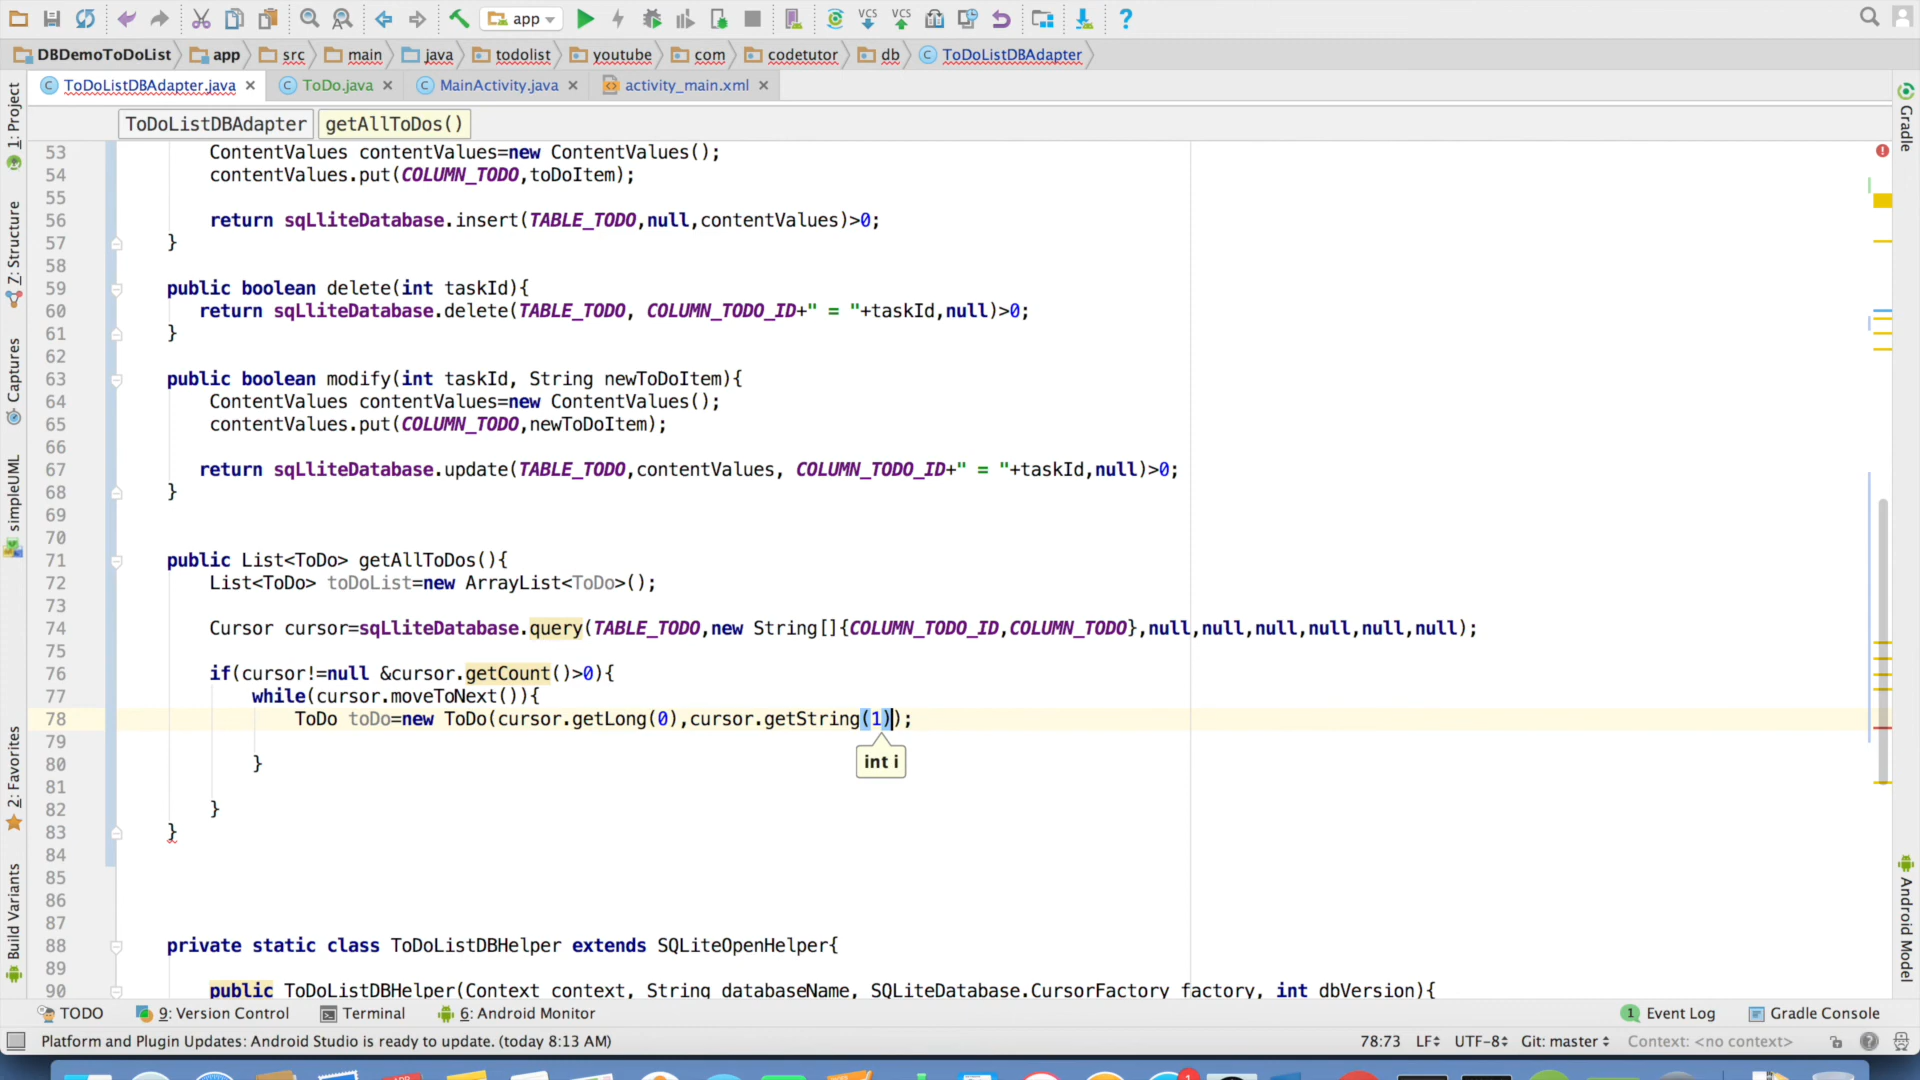 app
VCS
VCS
?
DBDemoToDoList
app
src
main
java
todolist
youtube
com
codetutor
db
ToDoListDBAdapter
ToDoListDBAdapter.java
ToDo.java
MainActivity.java
activity_main.xml
ToDoListDBAdapter
getAllToDos()
53 ContentValues contentValues=new ContentValues();
54 contentValues.put(COLUMN_TODO,toDoItem);
55
56 return sqLliteDatabase.insert(TABLE_TODO,null,contentValues)>0;
57 }
58
59 public boolean delete(int taskId){
60 return sqLliteDatabase.delete(TABLE_TODO, COLUMN_TODO_ID+" = "+taskId,null)>0;
61 }
62
63 public boolean modify(int taskId, String newToDoItem){
64 ContentValues contentValues=new ContentValues();
65 contentValues.put(COLUMN_TODO,newToDoItem);
66
67 return sqLliteDatabase.update(TABLE_TODO,contentValues, COLUMN_TODO_ID+" = "+taskId,null)>0;
68 }
69
70
71 public List<ToDo> getAllToDos(){
72 List<ToDo> toDoList=new ArrayList<ToDo>();
73
74 Cursor cursor=sqLliteDatabase.query(TABLE_TODO,new String[]{COLUMN_TODO_ID,COLUMN_TODO},null,null,null,null,null,null);
75
76 if(cursor!=null &cursor.getCount()>0){
77 while(cursor.moveToNext()){
78 ToDo toDo=new ToDo(cursor.getLong(0),cursor.getString(1));
79
int i
80 }
81
82 }
83 }
84
85
86
87
88 private static class ToDoListDBHelper extends SQLiteOpenHelper{
89
90 public ToDoListDBHelper(Context context, String databaseName, SQLiteDatabase.CursorFactory factory, int dbVersion){
1: Project
Z: Structure
Captures
simpleUML
2: Favorites
Build Variants
Gradle
Android Model
TODO
9: Version Control
Terminal
6: Android Monitor
1 Event Log
Gradle Console
Platform and Plugin Updates: Android Studio is ready to update. (today 8:13 AM)
78:73
LF
UTF-8
Git: master
Context: <no context>
1